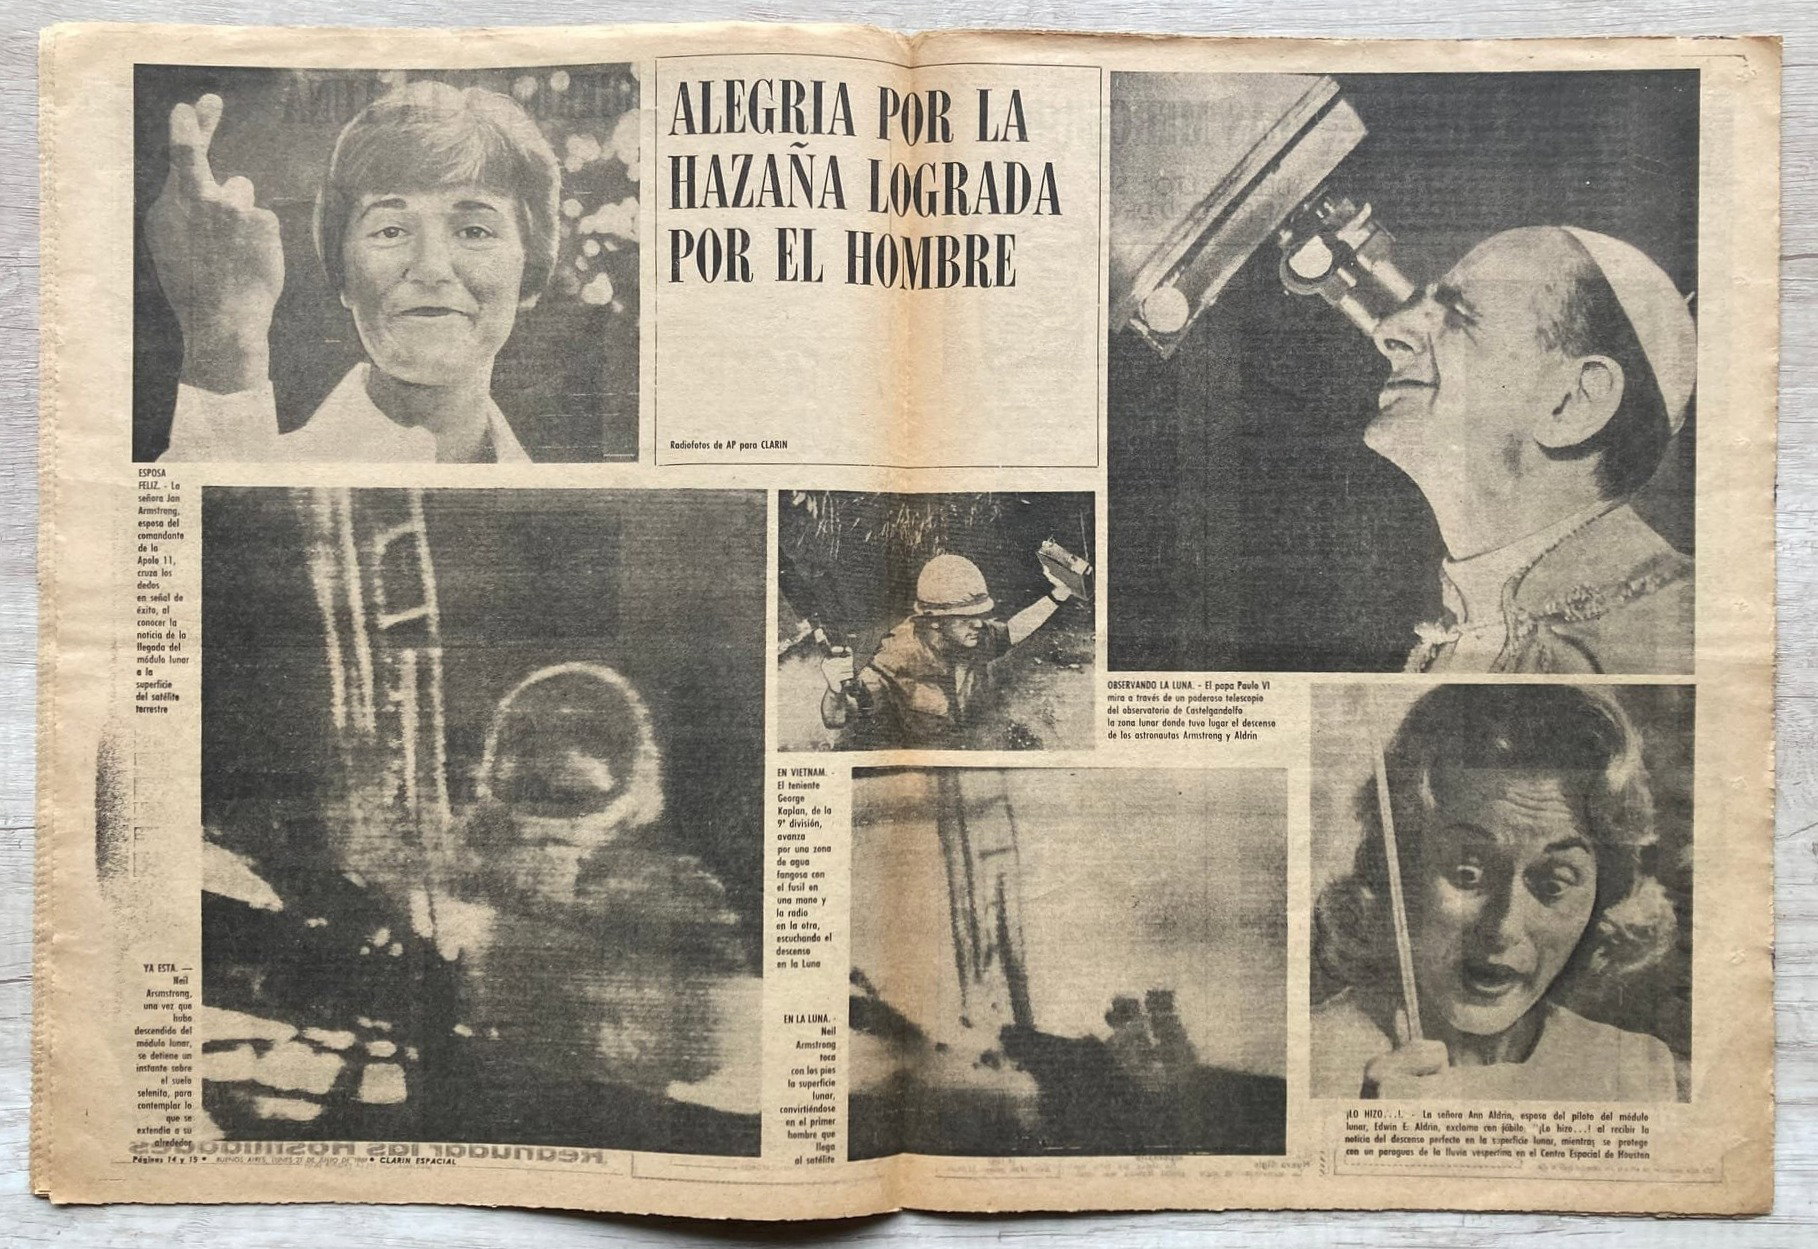 ALEGRIA POR LA
HAZAÑA LOGRADA
POR EL HOMBRE
Radiofotos de AP para CLARIN
ESPOSA
FELIZ. - La
señora Jan
Armstrong,
esposa del
comandante
de la
Apolo 11,
cruza los
dedos
en señal de
éxito, al
conocer la
noticia de la
llegada del
módulo lunar
a la
superficie
del satélite
terrestre
OBSERVANDO LA LUNA. - El papa Paulo VI
mira a través de un poderoso telescopio
del observatorio de Castelgandolfo
la zona lunar donde tuvo lugar el descenso
de los astronautas Armstrong y Aldrin
EN VIETNAM. -
El teniente
George
Kaplan, de la
9ª división,
avanza
por una zona
de agua
fangosa con
el fusil en
una mano y
la radio
en la otra,
escuchando el
descenso
en la Luna
YA ESTA. —
Neil
Arsmstrong,
una vez que
hubo
descendido del
módulo lunar,
se detiene un
instante sobre
el suelo
selenita, para
contemplar lo
que se
extendía a su
alrededor
EN LA LUNA. -
Neil
Armstrong
toca
con los pies
la superficie
lunar,
convirtiéndose
en el primer
hombre que
llega
al satélite
¡LO HIZO...!. - La señora Ann Aldrin, esposa del piloto del módulo
lunar, Edwin E. Aldrin, exclama con júbilo "¡Lo hizo...! al recibir la
noticia del descenso perfecto en la superficie lunar, mientras se protege
con un paraguas de la lluvia vespertina en el Centro Espacial de Houston
Páginas 14 y 15 • BUENOS AIRES, LUNES 21 DE JULIO DE 1969 • CLARIN ESPACIAL